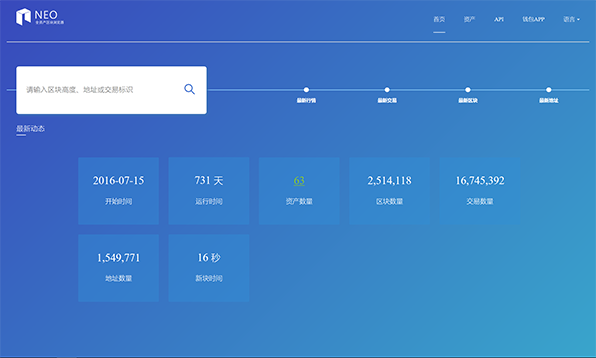 NEO
全资产区块浏览器
首页 资产 API 钱包APP 语言
请输入区块高度、地址或交易标识
最新行情 最新交易 最新区块 最新地址
最新动态
2016-07-15 731 天 63 2,514,118 16,745,392
开始时间 运行时间 资产数量 区块数量 交易数量
1,549,771 16 秒
地址数量 新块时间